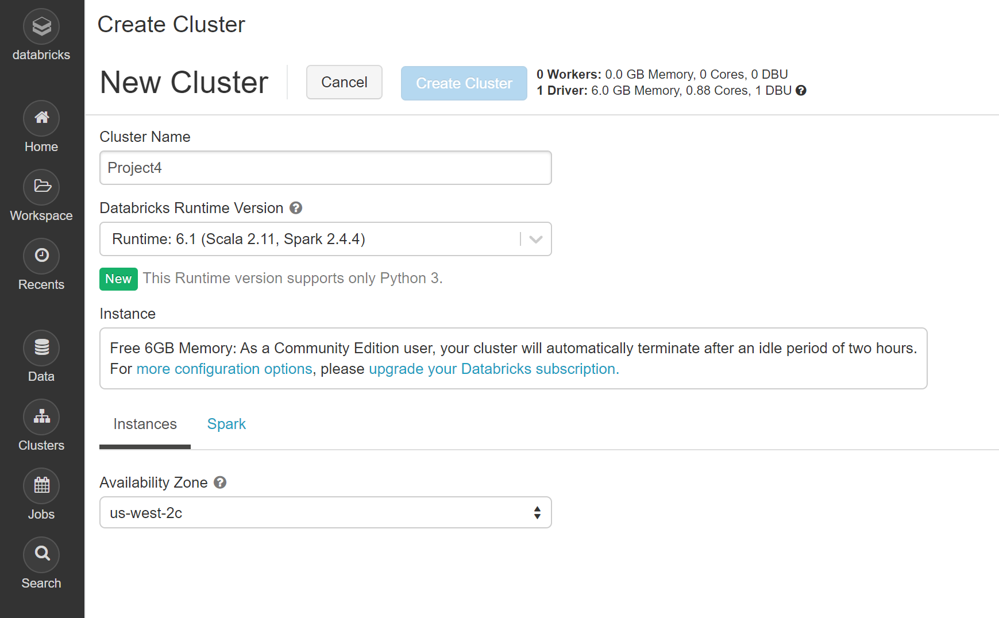 databricks
Home
Workspace
Recents
Data
Clusters
Jobs
Search
Create Cluster
New Cluster
Cancel
Create Cluster
0 Workers: 0.0 GB Memory, 0 Cores, 0 DBU
1 Driver: 6.0 GB Memory, 0.88 Cores, 1 DBU ?
Cluster Name
Project4
Databricks Runtime Version ?
Runtime: 6.1 (Scala 2.11, Spark 2.4.4)
New This Runtime version supports only Python 3.
Instance
Free 6GB Memory: As a Community Edition user, your cluster will automatically terminate after an idle period of two hours.
For more configuration options, please upgrade your Databricks subscription.
Instances Spark
Availability Zone ?
us-west-2c